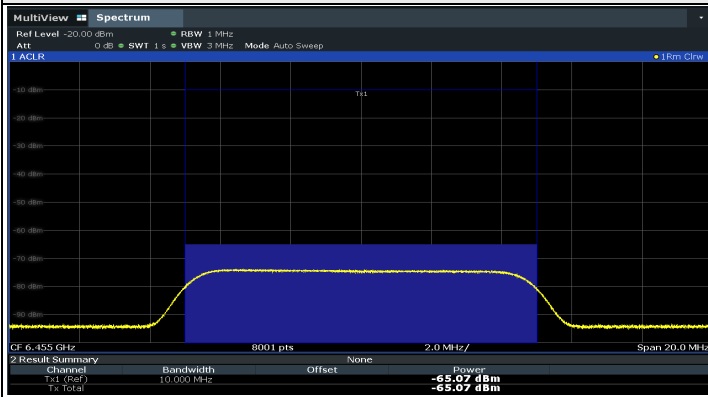 MultiView Spectrum
Ref Level -20.00 dBm RBW 1 MHz
Att 0 dB SWT 1 s VBW 3 MHz Mode Auto Sweep
1 ACLR 1Rm Clrw
Tx1
-10 dBm
-20 dBm
-30 dBm
-40 dBm
-50 dBm
-60 dBm
-70 dBm
-80 dBm
-90 dBm
CF 6.455 GHz 8001 pts 2.0 MHz/ Span 20.0 MHz
2 Result Summary None
Channel Bandwidth Offset Power
Tx1 (Ref) 10.000 MHz -65.07 dBm
Tx Total -65.07 dBm